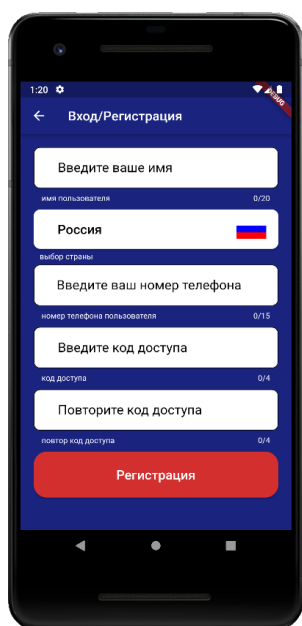 1:20
DEBUG
Вход/Регистрация
Введите ваше имя
имя пользователя 0/20
Россия
выбор страны
Введите ваш номер телефона
номер телефона пользователя 0/15
Введите код доступа
код доступа 0/4
Повторите код доступа
повтор код доступа 0/4
Регистрация